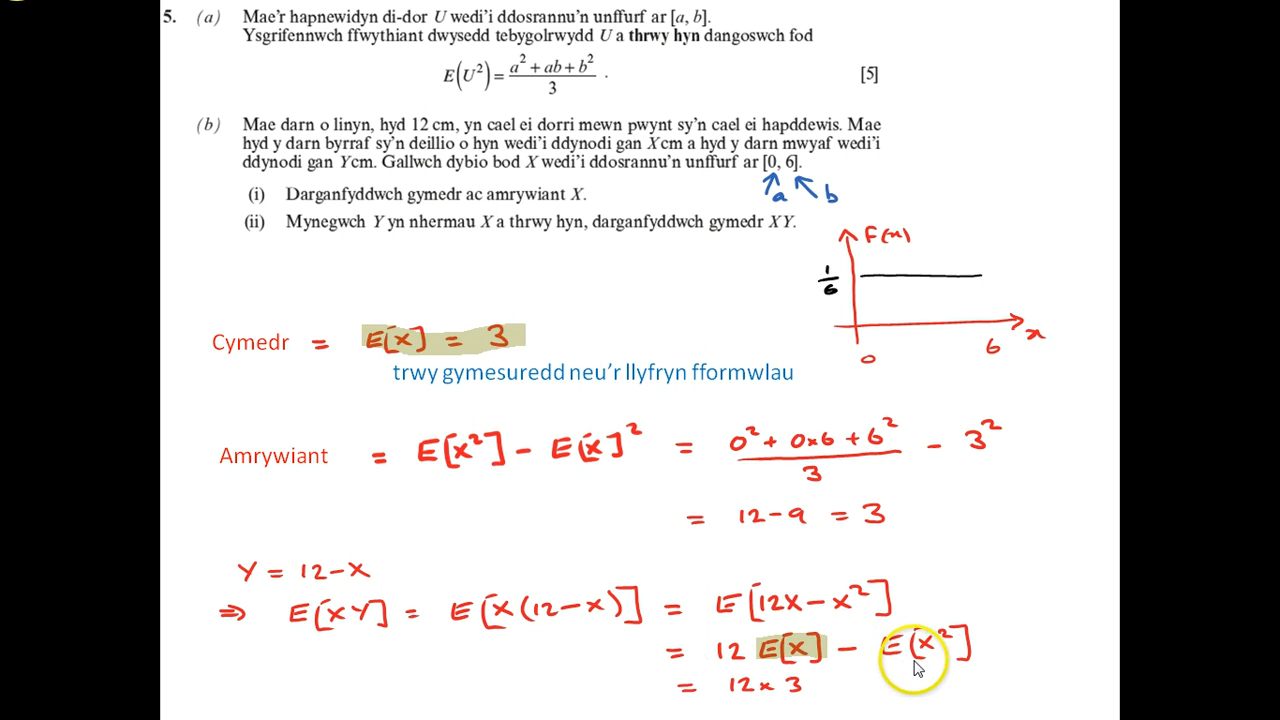 5. (a) Mae'r hapnewidyn di-dor U wedi'i ddosrannu'n unffurf ar [a, b].
Ysgrifennwch ffwythiant dwysedd tebygolrwydd U a thrwy hyn dangoswch fod
E(U²) = (a² + ab + b²)/3 . [5]
(b) Mae darn o linyn, hyd 12 cm, yn cael ei dorri mewn pwynt sy'n cael ei hapddewis. Mae
hyd y darn byrraf sy'n deillio o hyn wedi'i ddynodi gan X cm a hyd y darn mwyaf wedi'i
ddynodi gan Y cm. Gallwch dybio bod X wedi'i ddosrannu'n unffurf ar [0, 6].
a b
(i) Darganfyddwch gymedr ac amrywiant X.
(ii) Mynegwch Y yn nhermau X a thrwy hyn, darganfyddwch gymedr XY.
F(x)
1/6
0 6 x
Cymedr = E[X] = 3
trwy gymesuredd neu'r llyfryn fformwlau
Amrywiant = E[X²] - E[X]² = (0² + 0×6 + 6²)/3 - 3²
= 12 - 9 = 3
Y = 12 - X
⇒ E[XY] = E[X(12-X)] = E[12X - X²]
= 12 E[X] - E[X²]
= 12 × 3